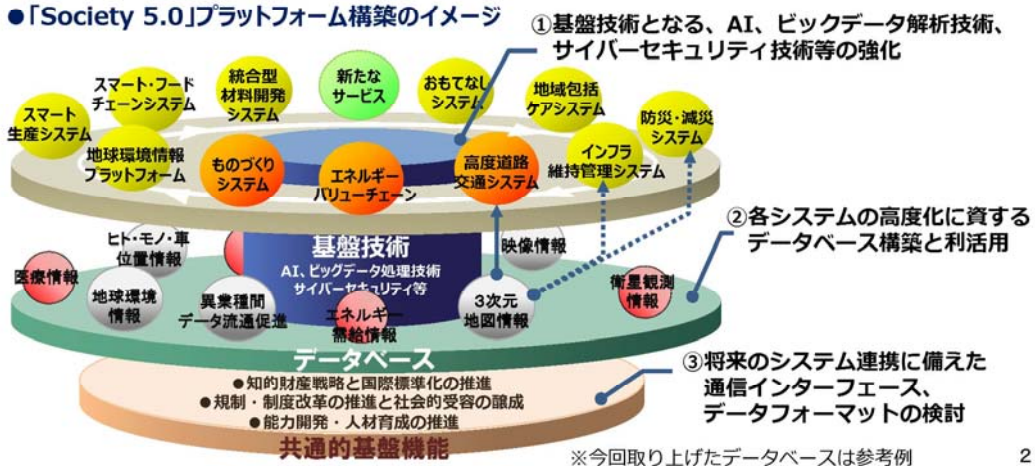 ●「Society 5.0」プラットフォーム構築のイメージ
①基盤技術となる、AI、ビックデータ解析技術、
サイバーセキュリティ技術等の強化
スマート
生産システム
スマート・フード
チェーンシステム
統合型
材料開発
システム
新たな
サービス
おもてなし
システム
地域包括
ケアシステム
防災・減災
システム
地球環境情報
プラットフォーム
ものづくり
システム
エネルギー
バリューチェーン
高度道路
交通システム
インフラ
維持管理システム
②各システムの高度化に資する
データベース構築と利活用
基盤技術
AI、ビッグデータ処理技術
サイバーセキュリティ等
医療情報
ヒト・モノ・車
位置情報
地球環境
情報
異業種間
データ流通促進
エネルギー
需給情報
3次元
地図情報
映像情報
衛星観測
情報
データベース
③将来のシステム連携に備えた
通信インターフェース、
データフォーマットの検討
●知的財産戦略と国際標準化の推進
●規制・制度改革の推進と社会的受容の醸成
●能力開発・人材育成の推進
共通的基盤機能
※今回取り上げたデータベースは参考例
2